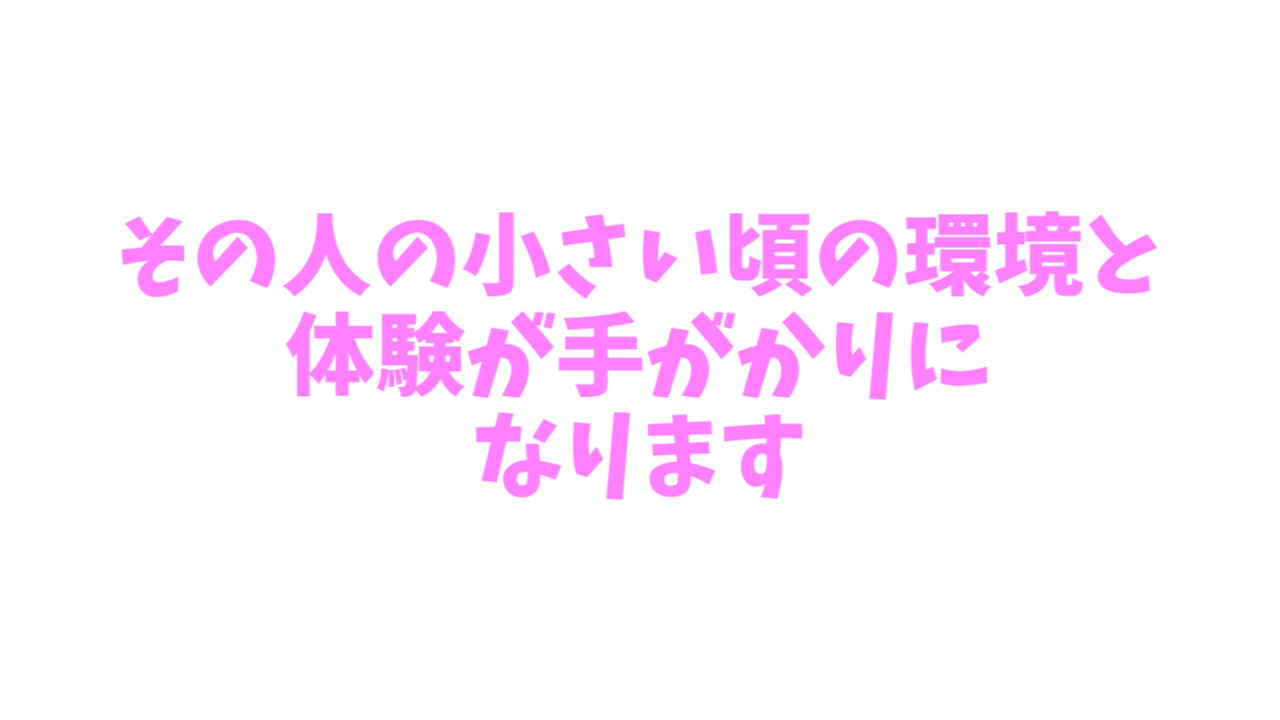 その人の小さい頃の環境と
体験が手がかりに
なります